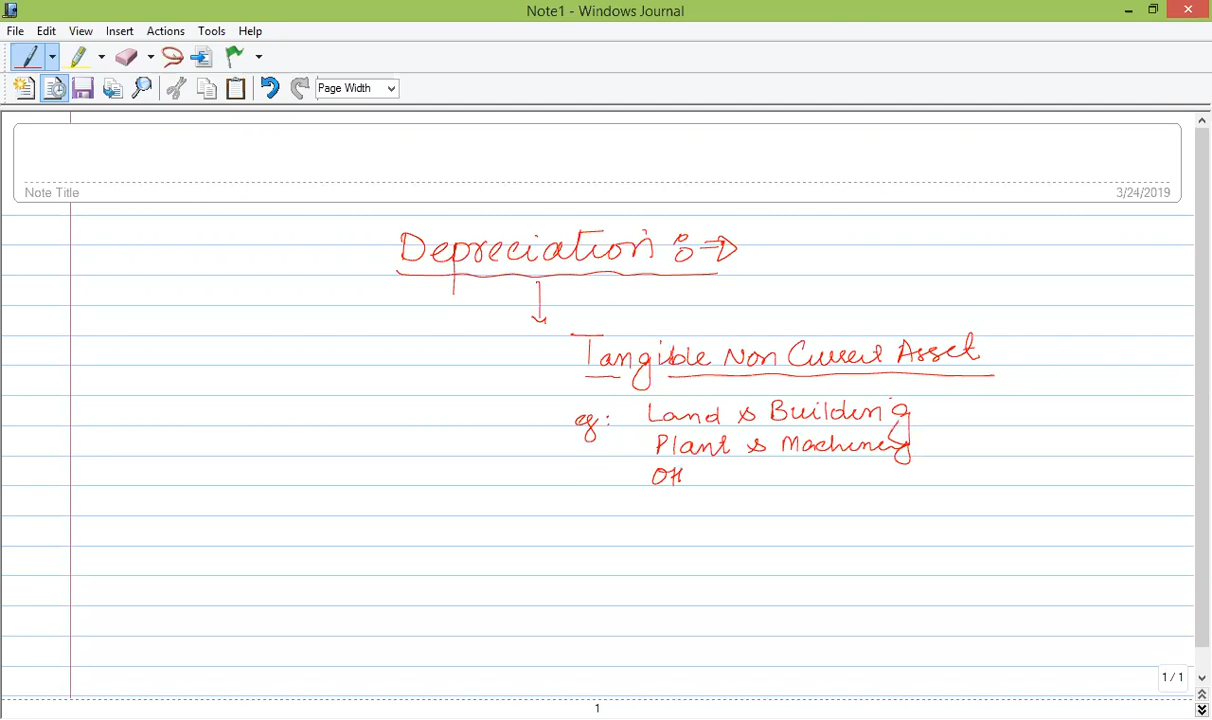 Note1 - Windows Journal
File Edit View Insert Actions Tools Help
Page Width
Note Title
3/24/2019
Depreciation :⇒
Tangible Non Current Asset
eg: Land & Building
Plant & Machinery
Off
1 / 1
1